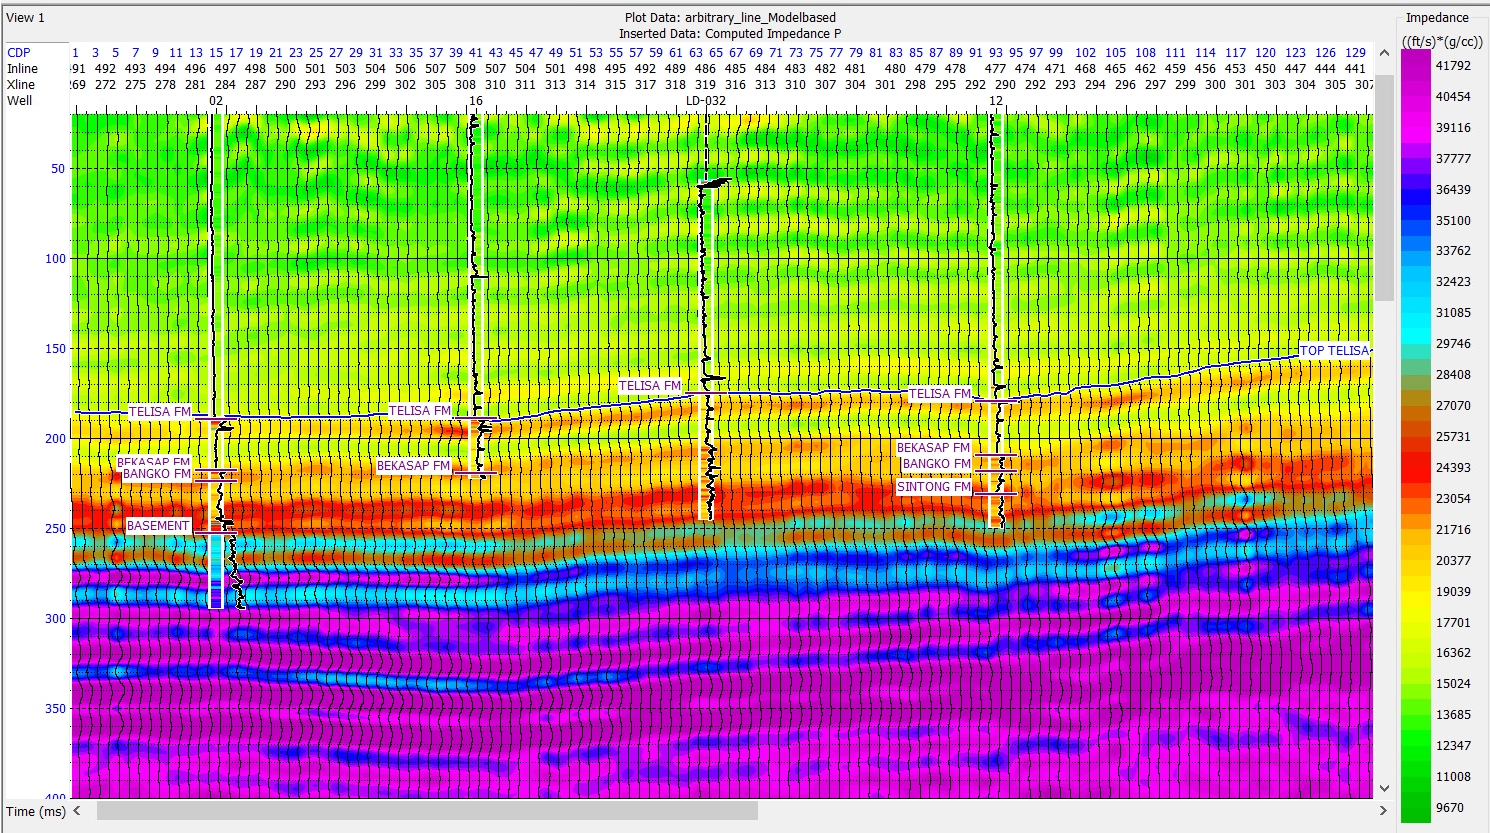 View 1
Plot Data: arbitrary_line_Modelbased
Inserted Data: Computed Impedance P
Impedance
((ft/s)*(g/cc))
CDP 1 3 5 7 9 11 13 15 17 19 21 23 25 27 29 31 33 35 37 39 41 43 45 47 49 51 53 55 57 59 61 63 65 67 69 71 73 75 77 79 81 83 85 87 89 91 93 95 97 99 102 105 108 111 114 117 120 123 126 129
Inline 491 492 493 494 496 497 498 501 503 504 506 507 509 507 504 501 498 495 492 489 486 485 484 483 482 481 480 479 478 477 474 471 468 465 462 459 456 453 450 447 444 441
Xline 269 272 275 278 281 284 287 290 293 296 299 302 305 308 310 311 313 314 315 317 318 319 316 313 310 307 304 301 298 295 292 290 292 293 294 296 297 299 300 301 303 304 305 307
Well 02 16 LD-032 12
50
100
150
200
250
300
350
400
TOP TELISA
TELISA FM
TELISA FM
TELISA FM
TELISA FM
BEKASAP FM
BANGKO FM
BEKASAP FM
BEKASAP FM
BANGKO FM
SINTONG FM
BASEMENT
Time (ms)
41792
40454
39116
37777
36439
35100
33762
32423
31085
29746
28408
27070
25731
24393
23054
21716
20377
19039
17701
16362
15024
13685
12347
11008
9670